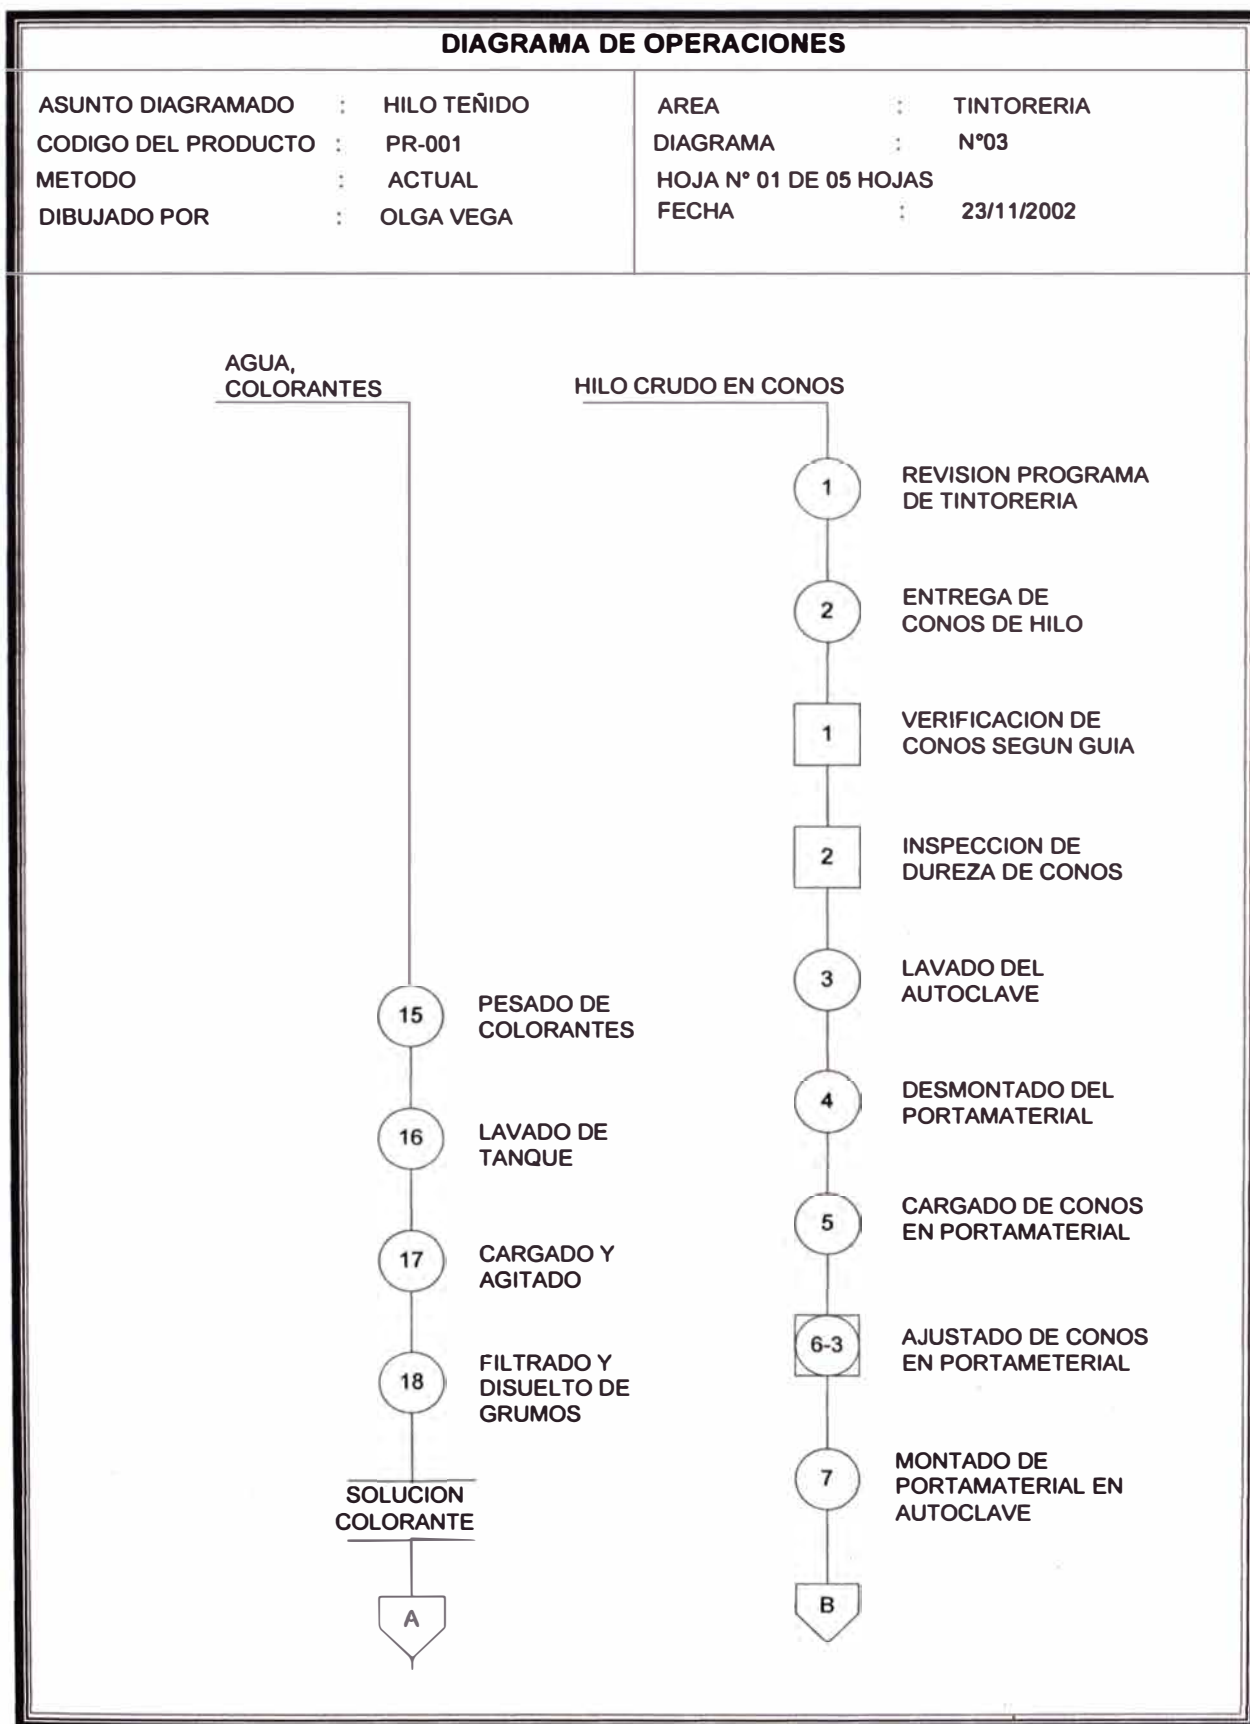 DIAGRAMA DE OPERACIONES
ASUNTO DIAGRAMADO : HILO TEÑIDO
CODIGO DEL PRODUCTO : PR-001
METODO : ACTUAL
DIBUJADO POR : OLGA VEGA
AREA : TINTORERIA
DIAGRAMA : N°03
HOJA N° 01 DE 05 HOJAS
FECHA : 23/11/2002
AGUA,
COLORANTES
15
PESADO DE
COLORANTES
16
LAVADO DE
TANQUE
17
CARGADO Y
AGITADO
18
FILTRADO Y
DISUELTO DE
GRUMOS
SOLUCION
COLORANTE
A
HILO CRUDO EN CONOS
1
REVISION PROGRAMA
DE TINTORERIA
2
ENTREGA DE
CONOS DE HILO
1
VERIFICACION DE
CONOS SEGUN GUIA
2
INSPECCION DE
DUREZA DE CONOS
3
LAVADO DEL
AUTOCLAVE
4
DESMONTADO DEL
PORTAMATERIAL
5
CARGADO DE CONOS
EN PORTAMATERIAL
6-3
AJUSTADO DE CONOS
EN PORTAMETERIAL
7
MONTADO DE
PORTAMATERIAL EN
AUTOCLAVE
B